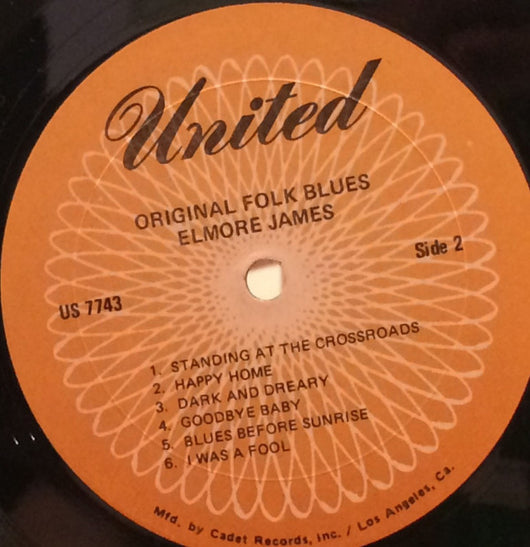 United
ORIGINAL FOLK BLUES
ELMORE JAMES
Side 2
US 7743
1. STANDING AT THE CROSSROADS
2. HAPPY HOME
3. DARK AND DREARY
4. GOODBYE BABY
5. BLUES BEFORE SUNRISE
6. I WAS A FOOL
Mfd. by Cadet Records, Inc. / Los Angeles, Ca.